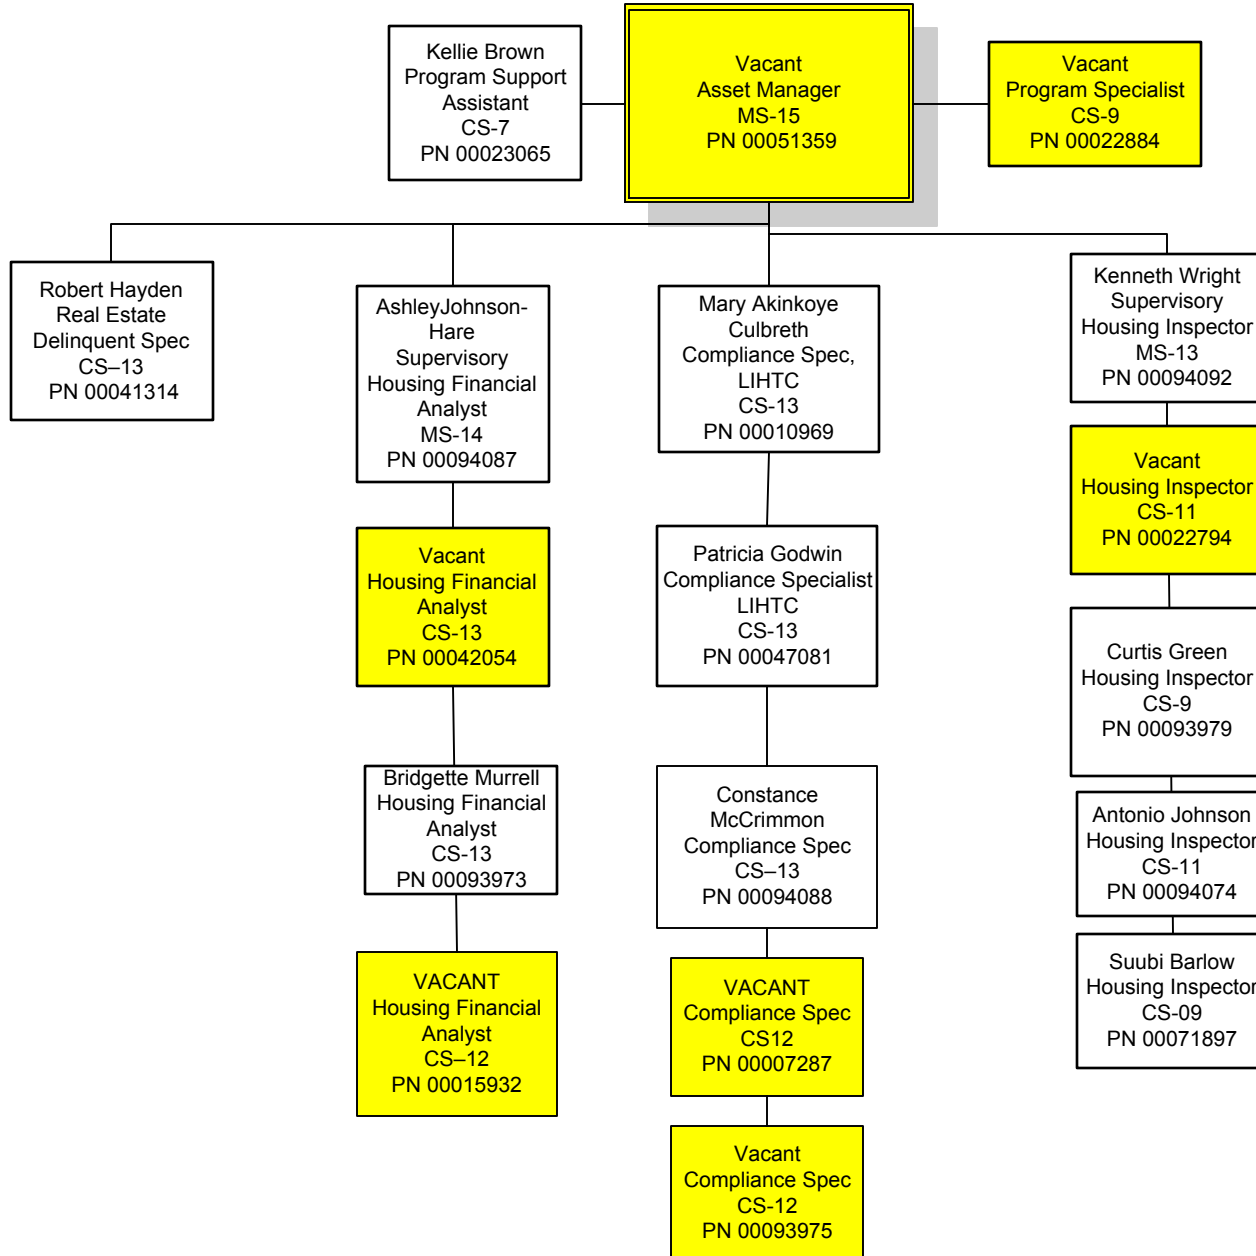 Kellie Brown
Program Support
Assistant
CS-7
PN 00023065
Vacant
Asset Manager
MS-15
PN 00051359
Vacant
Program Specialist
CS-9
PN 00022884
Robert Hayden
Real Estate
Delinquent Spec
CS–13
PN 00041314
AshleyJohnson-
Hare
Supervisory
Housing Financial
Analyst
MS-14
PN 00094087
Mary Akinkoye
Culbreth
Compliance Spec,
LIHTC
CS-13
PN 00010969
Kenneth Wright
Supervisory
Housing Inspector
MS-13
PN 00094092
Vacant
Housing Financial
Analyst
CS-13
PN 00042054
Patricia Godwin
Compliance Specialist
LIHTC
CS-13
PN 00047081
Vacant
Housing Inspector
CS-11
PN 00022794
Curtis Green
Housing Inspector
CS-9
PN 00093979
Bridgette Murrell
Housing Financial
Analyst
CS-13
PN 00093973
Constance
McCrimmon
Compliance Spec
CS–13
PN 00094088
Antonio Johnson
Housing Inspector
CS-11
PN 00094074
VACANT
Housing Financial
Analyst
CS–12
PN 00015932
VACANT
Compliance Spec
CS12
PN 00007287
Suubi Barlow
Housing Inspector
CS-09
PN 00071897
Vacant
Compliance Spec
CS-12
PN 00093975